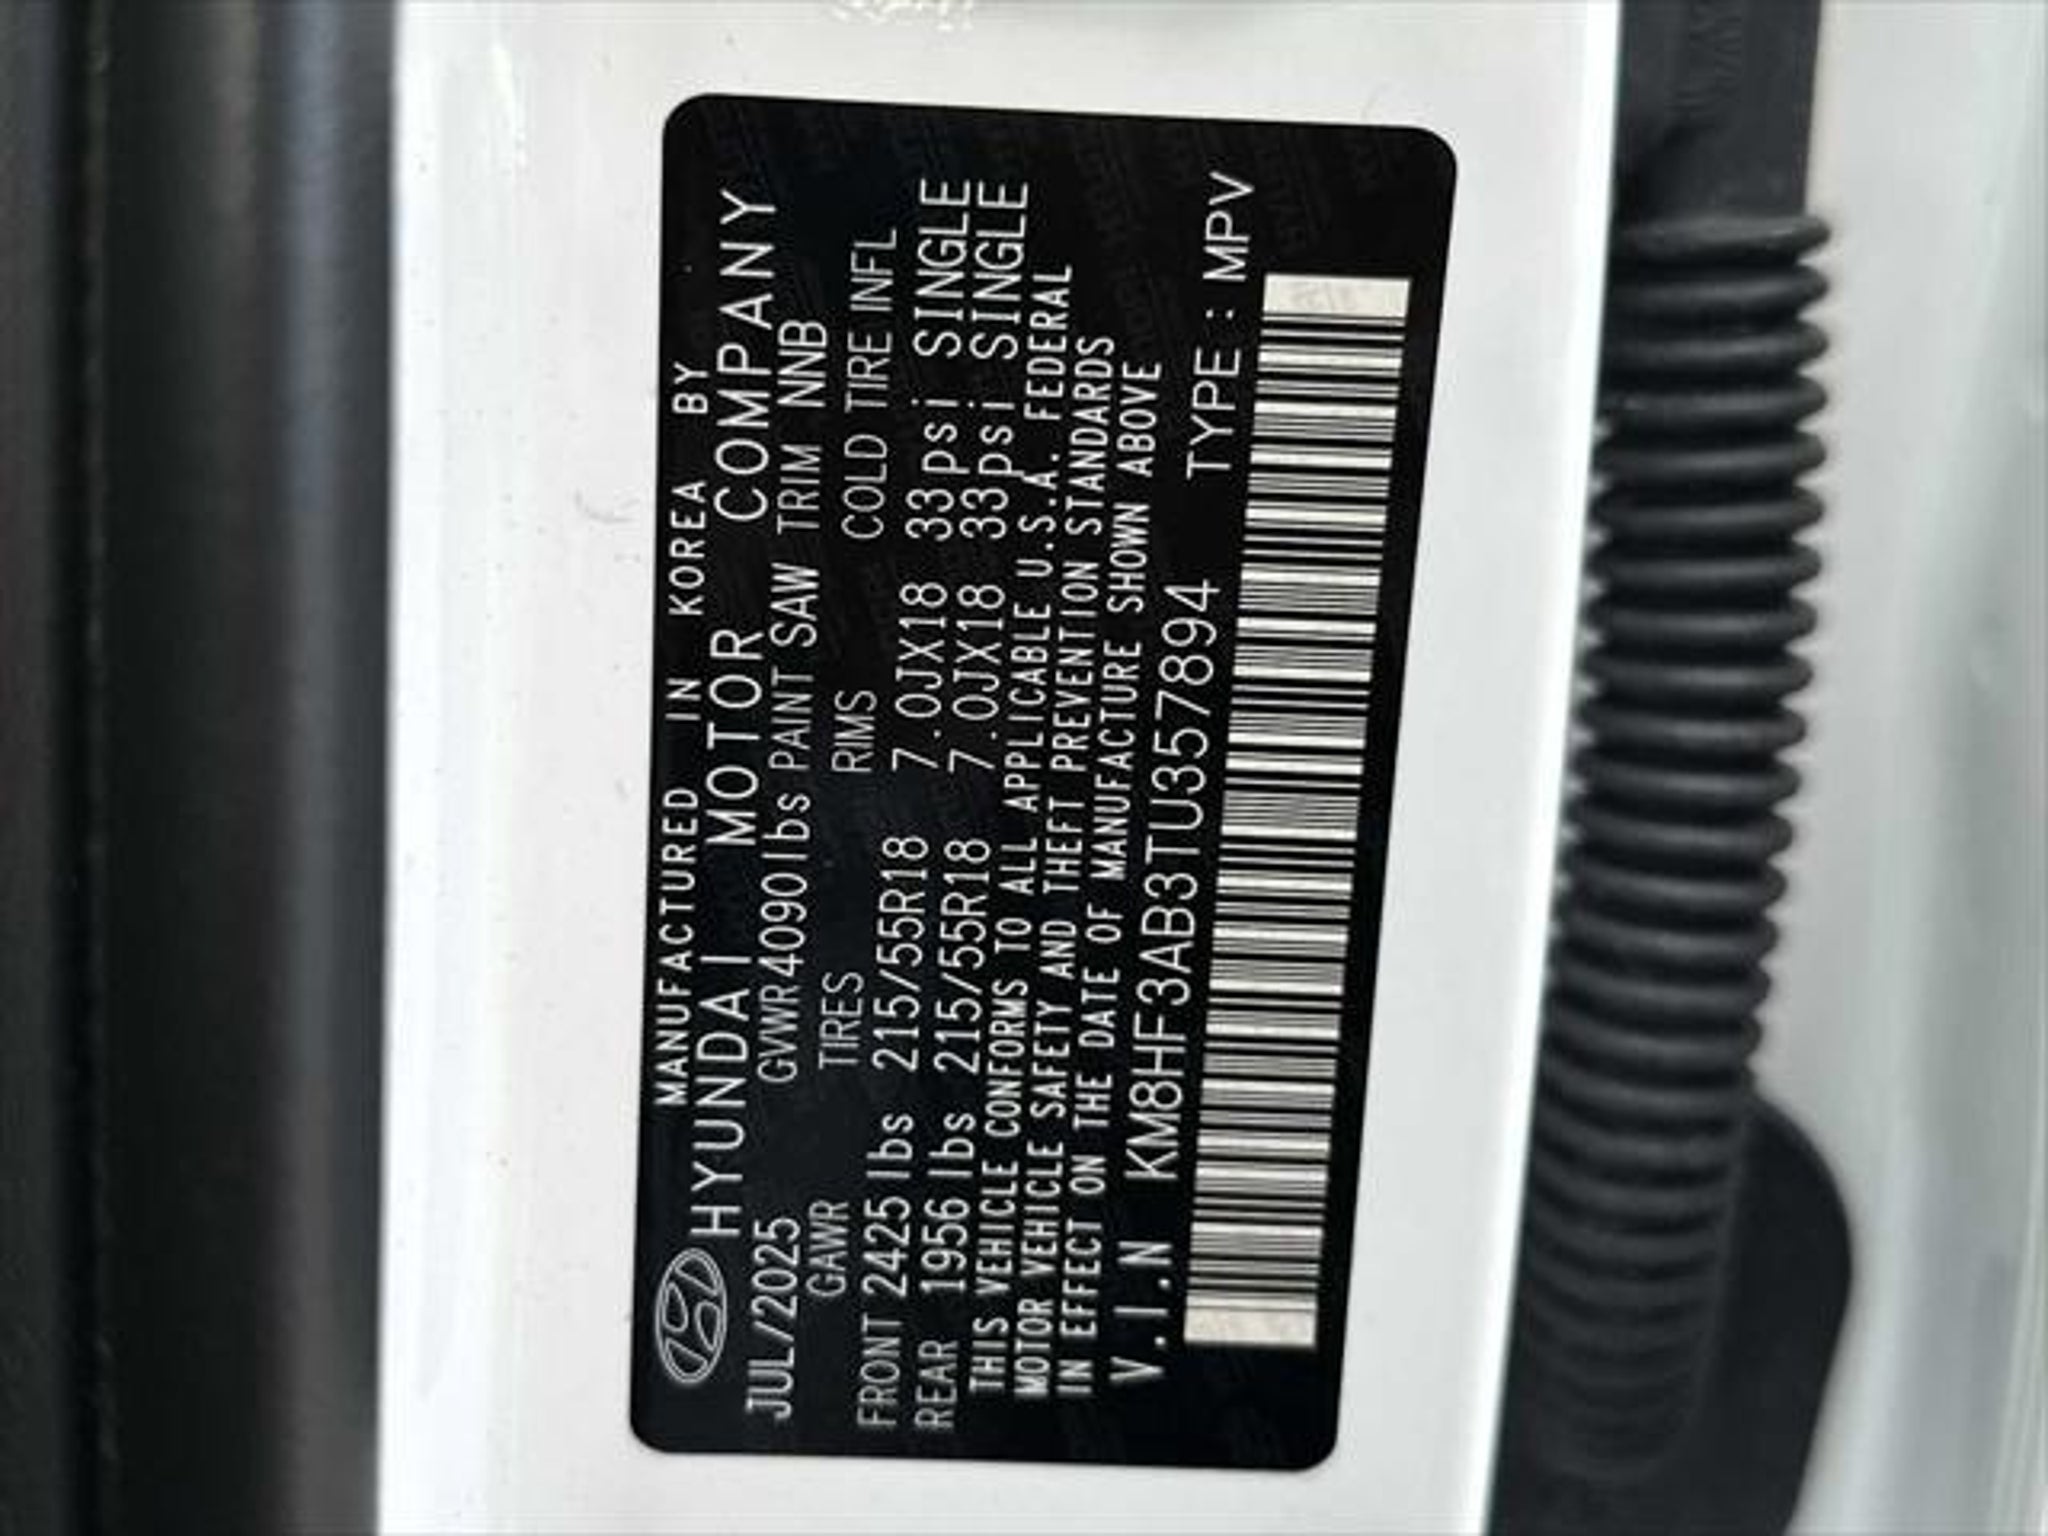 MANUFACTURED IN KOREA BY
HYUNDAI MOTOR COMPANY
JUL/2025 GVWR4090lbs PAINT SAW TRIM NNB
GAWR TIRES RIMS COLD TIRE INFL
FRONT 2425lbs 215/55R18 7.0JX18 33psi SINGLE
REAR 1956lbs 215/55R18 7.0JX18 33psi SINGLE
THIS VEHICLE CONFORMS TO ALL APPLICABLE U.S.A. FEDERAL
MOTOR VEHICLE SAFETY AND THEFT PREVENTION STANDARDS
IN EFFECT ON THE DATE OF MANUFACTURE SHOWN ABOVE
V.I.N KM8HF3AB3TU357894 TYPE : MPV